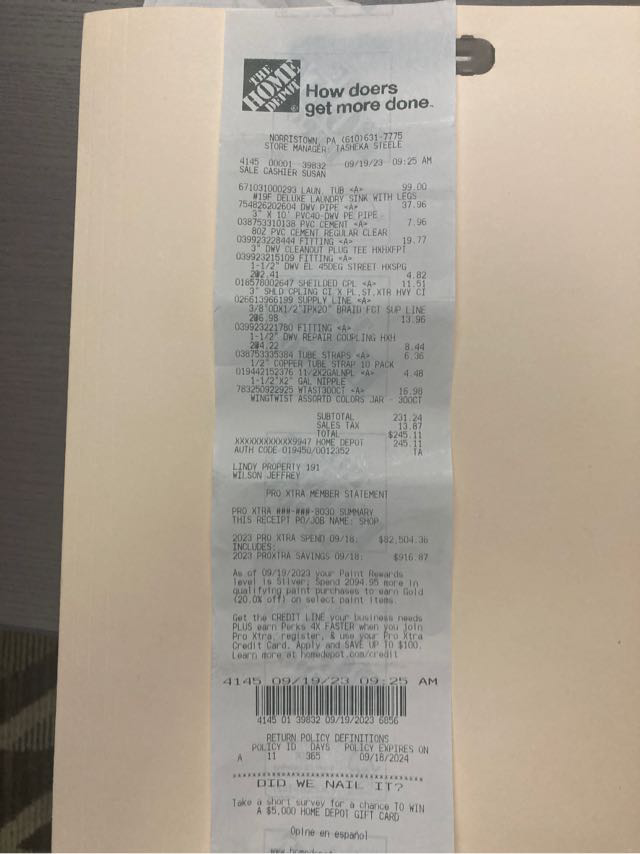 THE
HOME
DEPOT
How doers
get more done.
NORRISTOWN, PA (610)631-7775
STORE MANAGER: TASHEKA STEELE
4145 00001 39832 09/19/23 09:25 AM
SALE CASHIER SUSAN
671031000293 LAUN. TUB <A> 99.00
#19F DELUXE LAUNDRY SINK WITH LEGS
754826202604 DWV PIPE <A> 37.96
3" X 10' PVC40-DWV PE PIPE
038753310138 PVC CEMENT <A> 7.96
8OZ PVC CEMENT REGULAR CLEAR
039923228444 FITTING <A> 19.77
3" DWV CLEANOUT PLUG TEE HXHXFPT
039923215109 FITTING <A>
1-1/2" DWV EL 45DEG STREET HXSPG
2@2.41 4.82
018578002647 SHEILDED CPL <A> 11.51
3" SHLD CPLING CI X PL,ST,XTR HVY CI
026613966199 SUPPLY LINE <A>
3/8"ODX1/2"IPX20" BRAID FCT SUP LINE
2@6.98 13.96
039923221780 FITTING <A>
1-1/2" DWV REPAIR COUPLING HXH
2@4.22 8.44
038753335384 TUBE STRAPS <A> 6.36
1/2" COPPER TUBE STRAP 10 PACK
019442152376 11/2X2GALNPL <A> 4.48
1-1/2"X2" GAL NIPPLE
783250922925 WTAST300CT <A> 16.98
WINGTWIST ASSORTD COLORS JAR - 300CT
SUBTOTAL 231.24
SALES TAX 13.87
TOTAL $245.11
XXXXXXXXXXXX9947 HOME DEPOT 245.11
AUTH CODE 019450/0012352 TA
LINDY PROPERTY 191
WILSON JEFFREY
PRO XTRA MEMBER STATEMENT
PRO XTRA ###-###-8030 SUMMARY
THIS RECEIPT PO/JOB NAME: SHOP
2023 PRO XTRA SPEND 09/18: $82,504.36
INCLUDES:
2023 PROXTRA SAVINGS 09/18: $916.87
As of 09/19/2023 your Paint Rewards
level is Silver; Spend 2094.95 more in
qualifying paint purchases to earn Gold
(20.0% off) on select paint items.
Get the CREDIT LINE your business needs
PLUS earn Perks 4X FASTER when you join
Pro Xtra, register, & use your Pro Xtra
Credit Card. Apply and SAVE UP TO $100.
Learn more at homedepot.com/credit
4145 09/19/23 09:25 AM
4145 01 39832 09/19/2023 6856
RETURN POLICY DEFINITIONS
POLICY ID DAYS POLICY EXPIRES ON
A 11 365 09/18/2024
DID WE NAIL IT?
Take a short survey for a chance TO WIN
A $5,000 HOME DEPOT GIFT CARD
Opine en español